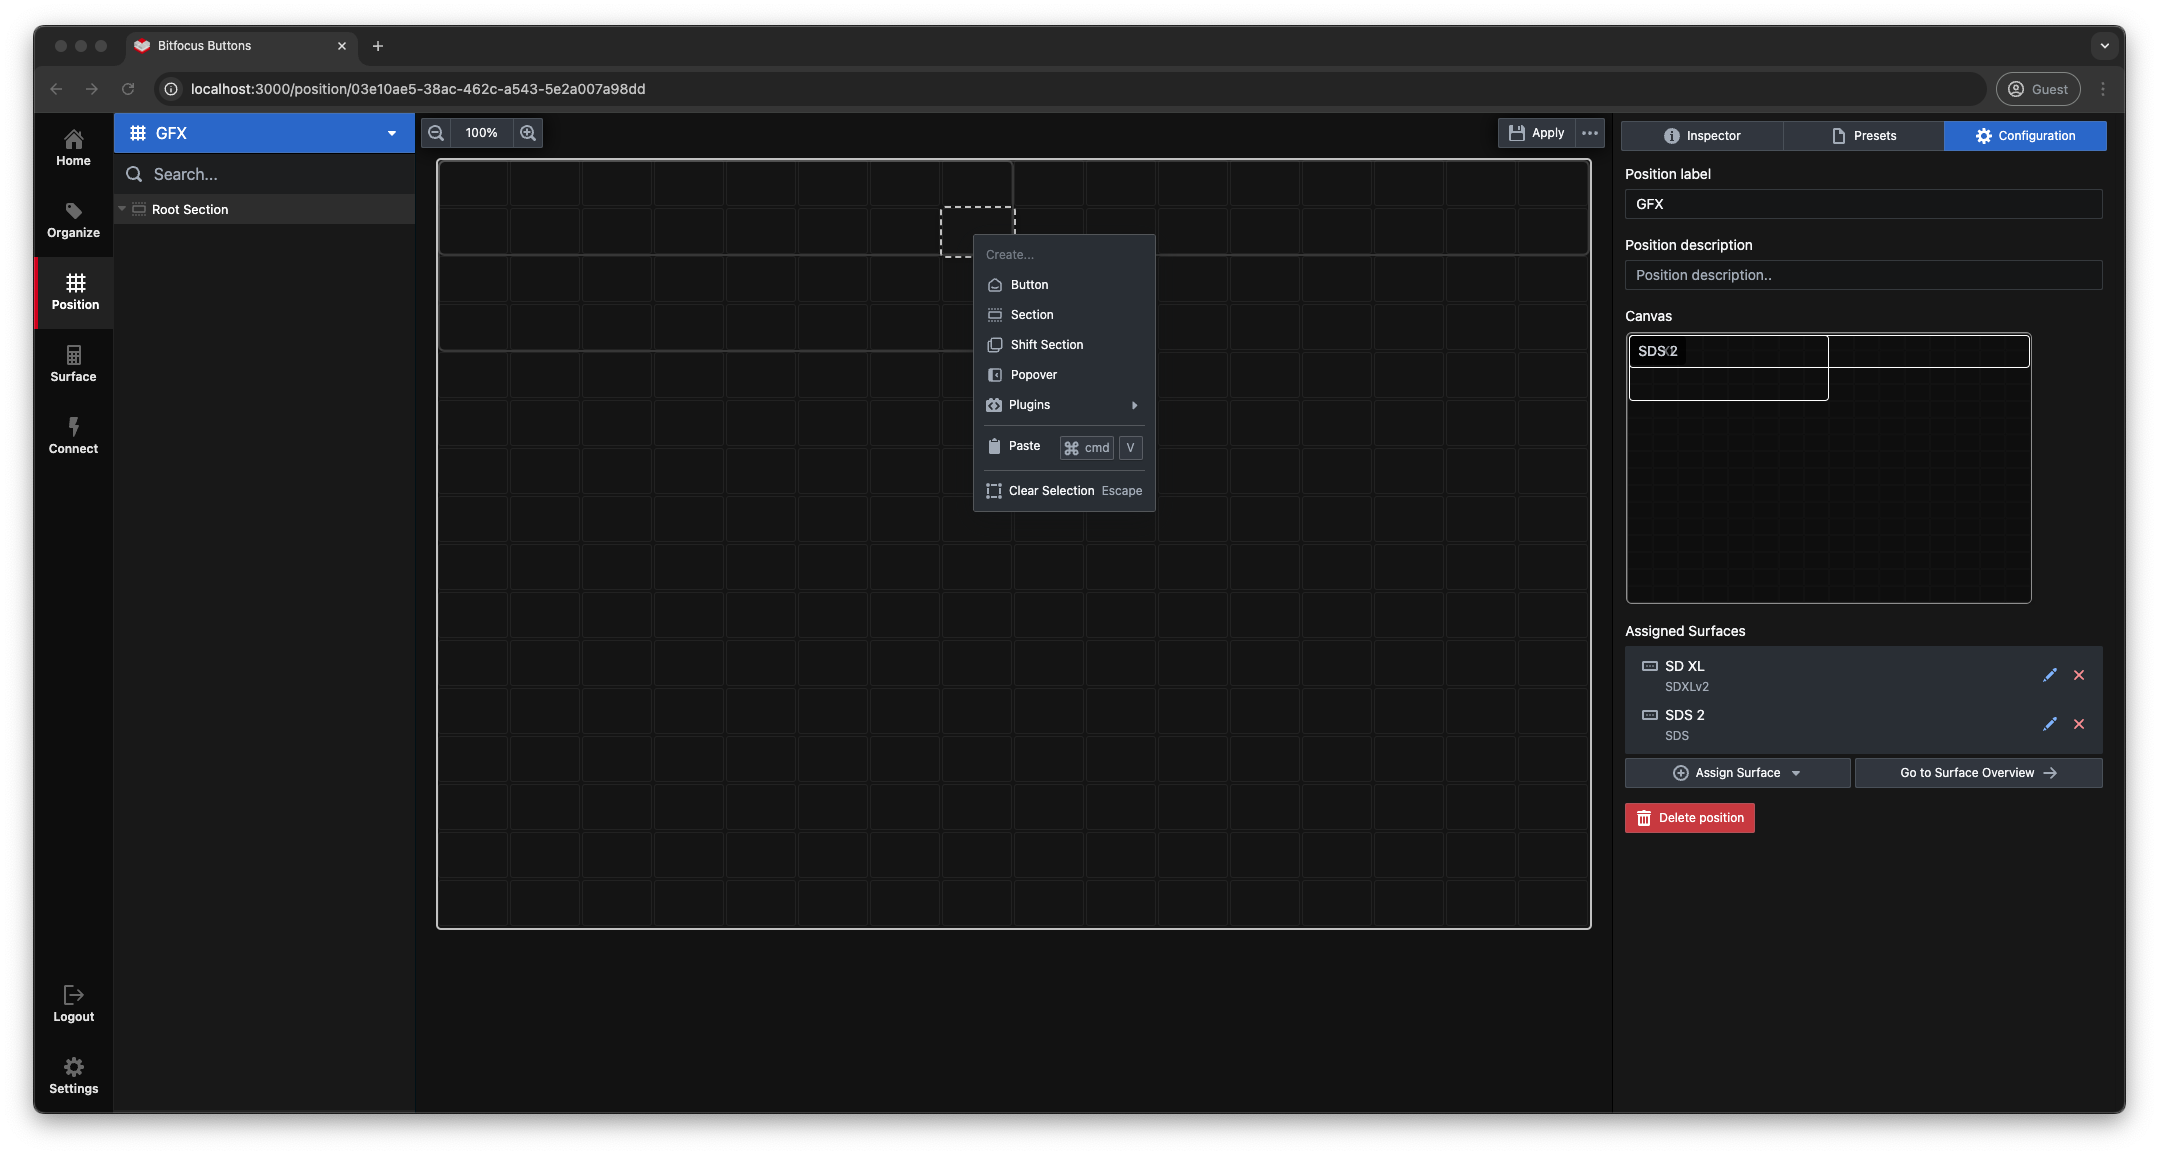 Bitfocus Buttons
localhost:3000/position/03e10ae5-38ac-462c-a543-5e2a007a98dd
Guest
Home
Organize
Position
Surface
Connect
Logout
Settings
GFX
Search...
Root Section
100%
Apply
Create...
Button
Section
Shift Section
Popover
Plugins
Paste ⌘ cmd V
Clear Selection Escape
Inspector
Presets
Configuration
Position label
GFX
Position description
Position description..
Canvas
SDS 2
Assigned Surfaces
SD XL
SDXLv2
SDS 2
SDS
Assign Surface
Go to Surface Overview
Delete position